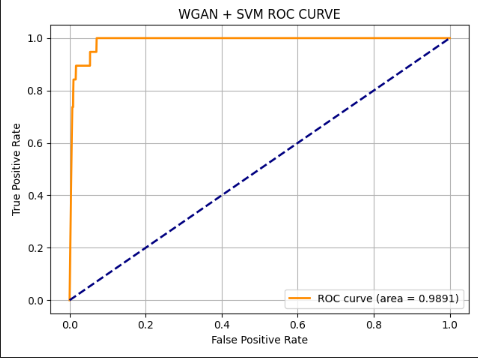 WGAN + SVM ROC CURVE
1.0
0.8
0.6
0.4
0.2
0.0
True Positive Rate
ROC curve (area = 0.9891)
0.0 0.2 0.4 0.6 0.8 1.0
False Positive Rate